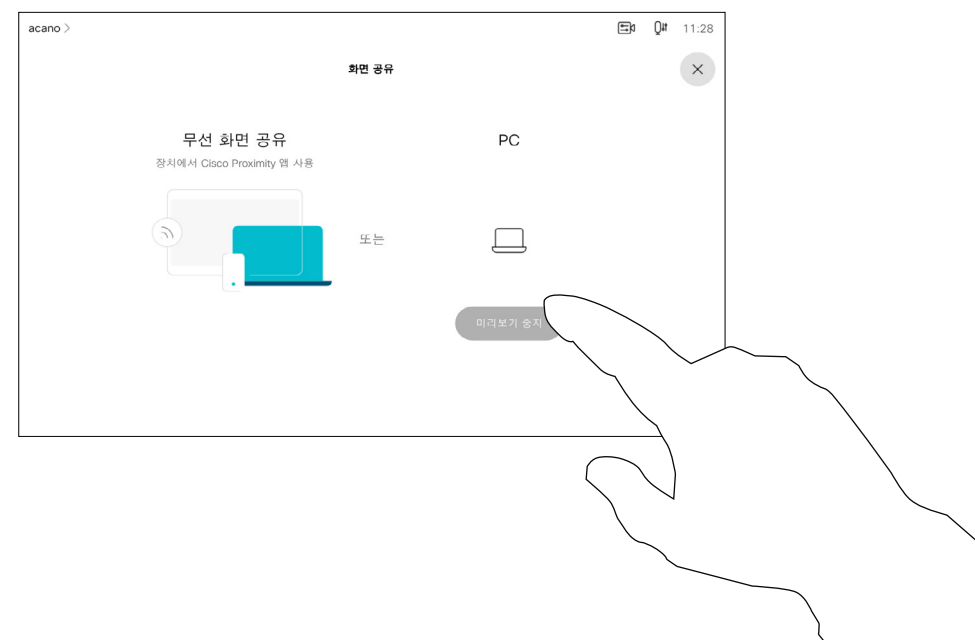 acano >
11:28
화면 공유
무선 화면 공유
장치에서 Cisco Proximity 앱 사용
PC
또는
미리보기 중지